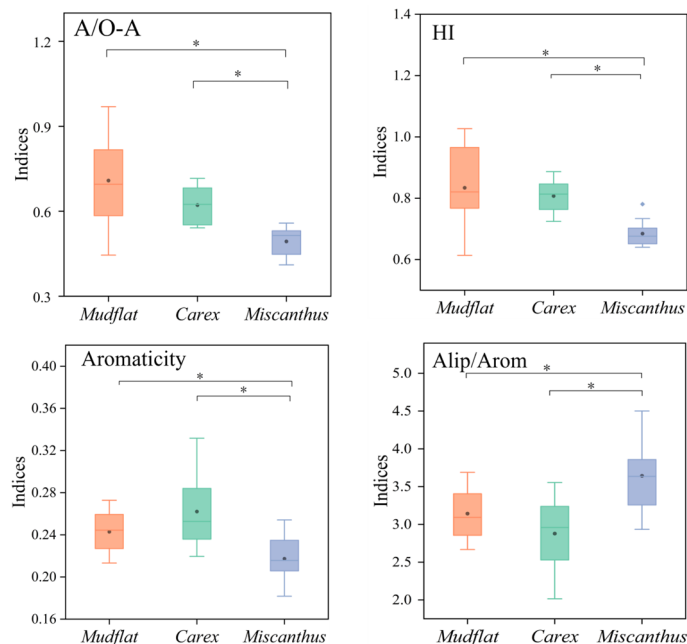 A/O-A
1.2
0.9
0.6
0.3
Indices
*
*
Mudflat Carex Miscanthus
HI
1.4
1.2
1.0
0.8
0.6
Indices
*
*
Mudflat Carex Miscanthus
Aromaticity
0.40
0.36
0.32
0.28
0.24
0.20
0.16
Indices
*
*
Mudflat Carex Miscanthus
Alip/Arom
5.0
4.5
4.0
3.5
3.0
2.5
2.0
Indices
*
*
Mudflat Carex Miscanthus